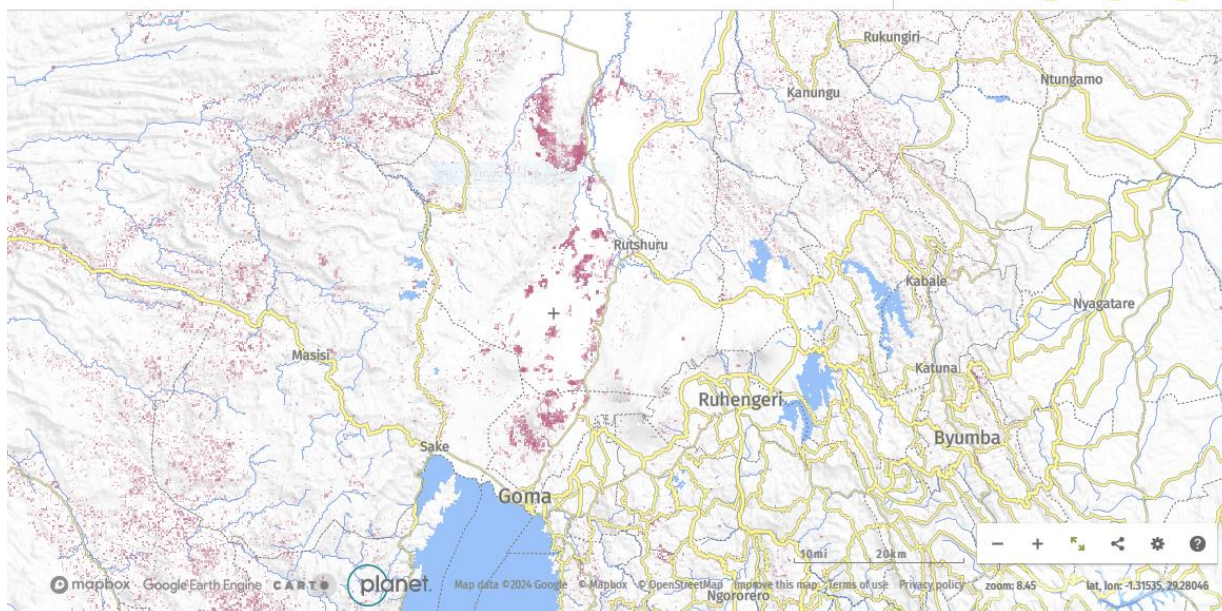 Rukungiri
Ntungamo
Kanungu
Rutshuru
Kabale
Nyagatare
Masisi
Katuna
Ruhengeri
Byumba
Sake
Goma
10mi 20km
mapbox Google Earth Engine CARTO planet. Map data ©2024 Google © Mapbox © OpenStreetMap Improve this map Terms of use Privacy policy zoom: 8.45 lat, lon: -1.31535, 29.28046
Ngororero